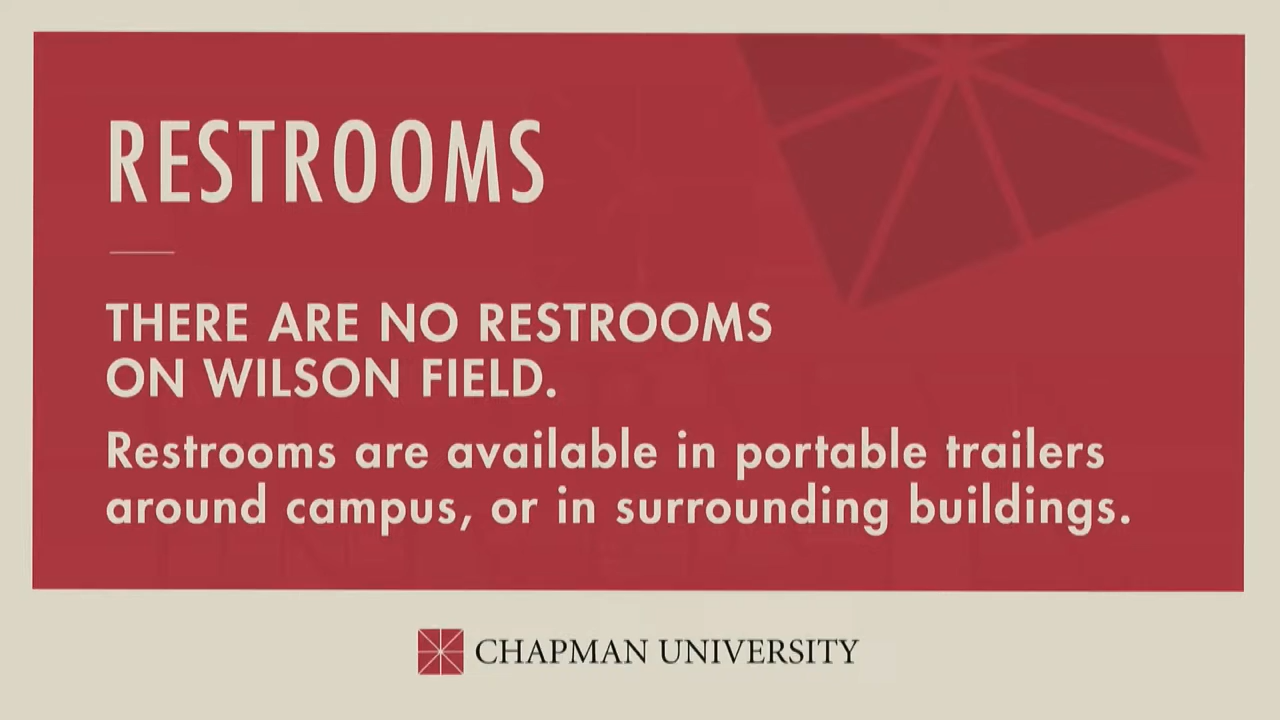 RESTROOMS
THERE ARE NO RESTROOMS
ON WILSON FIELD.
Restrooms are available in portable trailers
around campus, or in surrounding buildings.
CHAPMAN UNIVERSITY